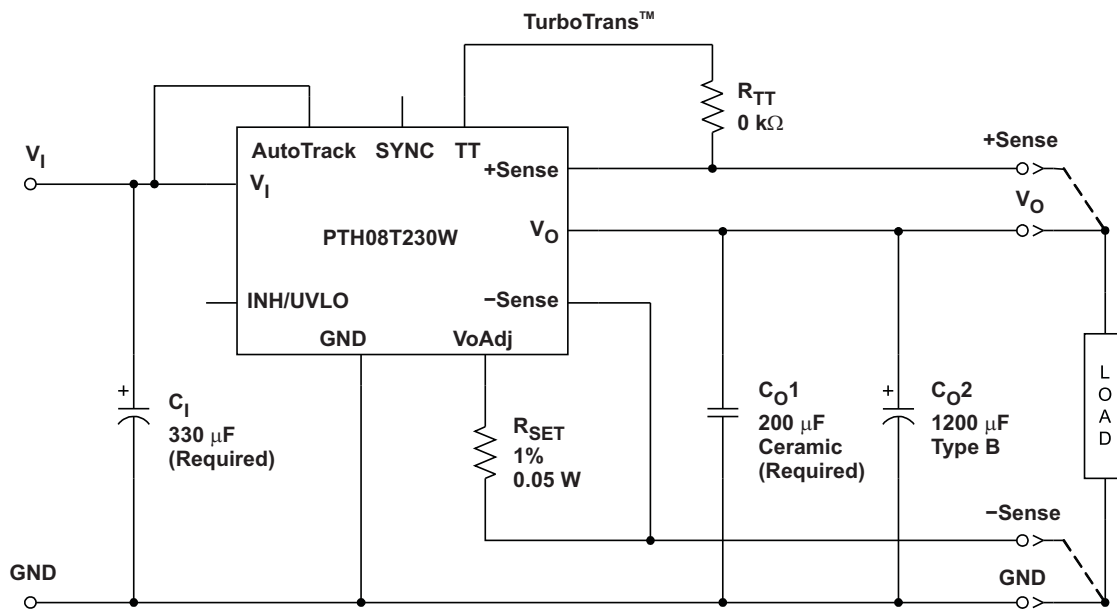 TurboTrans™
R_TT
0 kΩ
AutoTrack
SYNC
TT
+Sense
V_I
V_I
+Sense
V_O
PTH08T230W
V_O
INH/UVLO
−Sense
GND
VoAdj
+
C_I
330 μF
(Required)
R_SET
1%
0.05 W
C_O1
200 μF
Ceramic
(Required)
+
C_O2
1200 μF
Type B
LOAD
−Sense
GND
GND